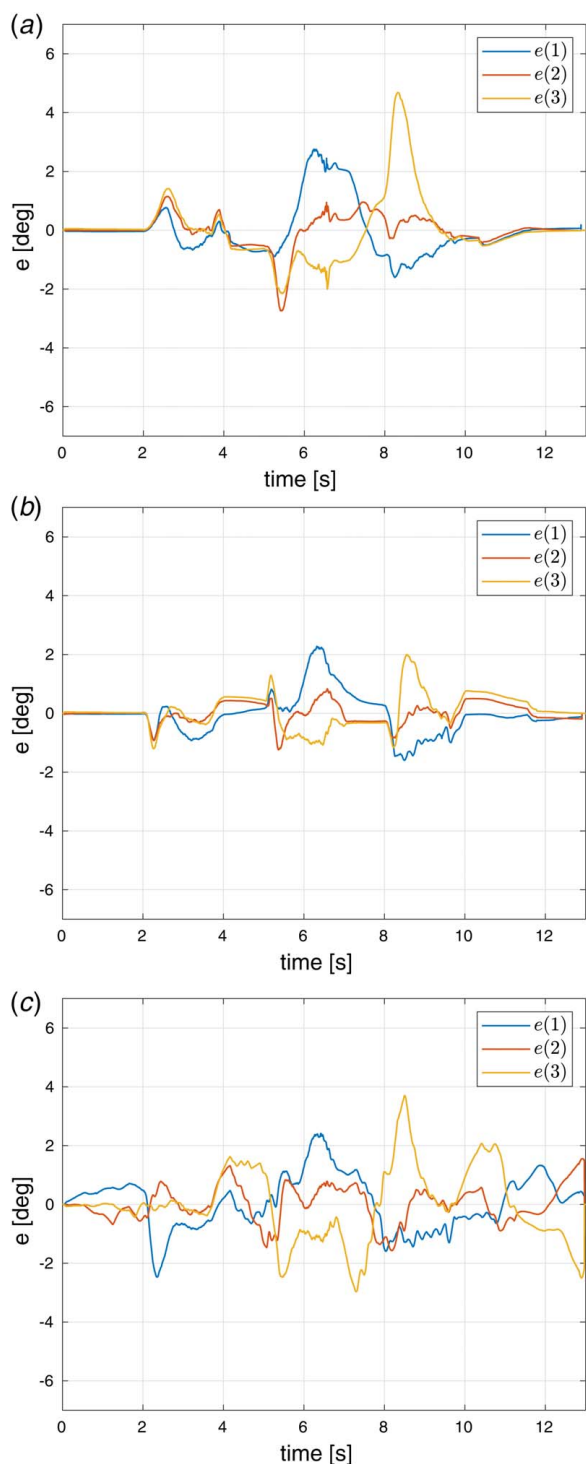 (a)
6
4
2
0
-2
-4
-6
e [deg]
e(1)
e(2)
e(3)
0 2 4 6 8 10 12
time [s]
(b)
6
4
2
0
-2
-4
-6
e [deg]
e(1)
e(2)
e(3)
0 2 4 6 8 10 12
time [s]
(c)
6
4
2
0
-2
-4
-6
e [deg]
e(1)
e(2)
e(3)
0 2 4 6 8 10 12
time [s]